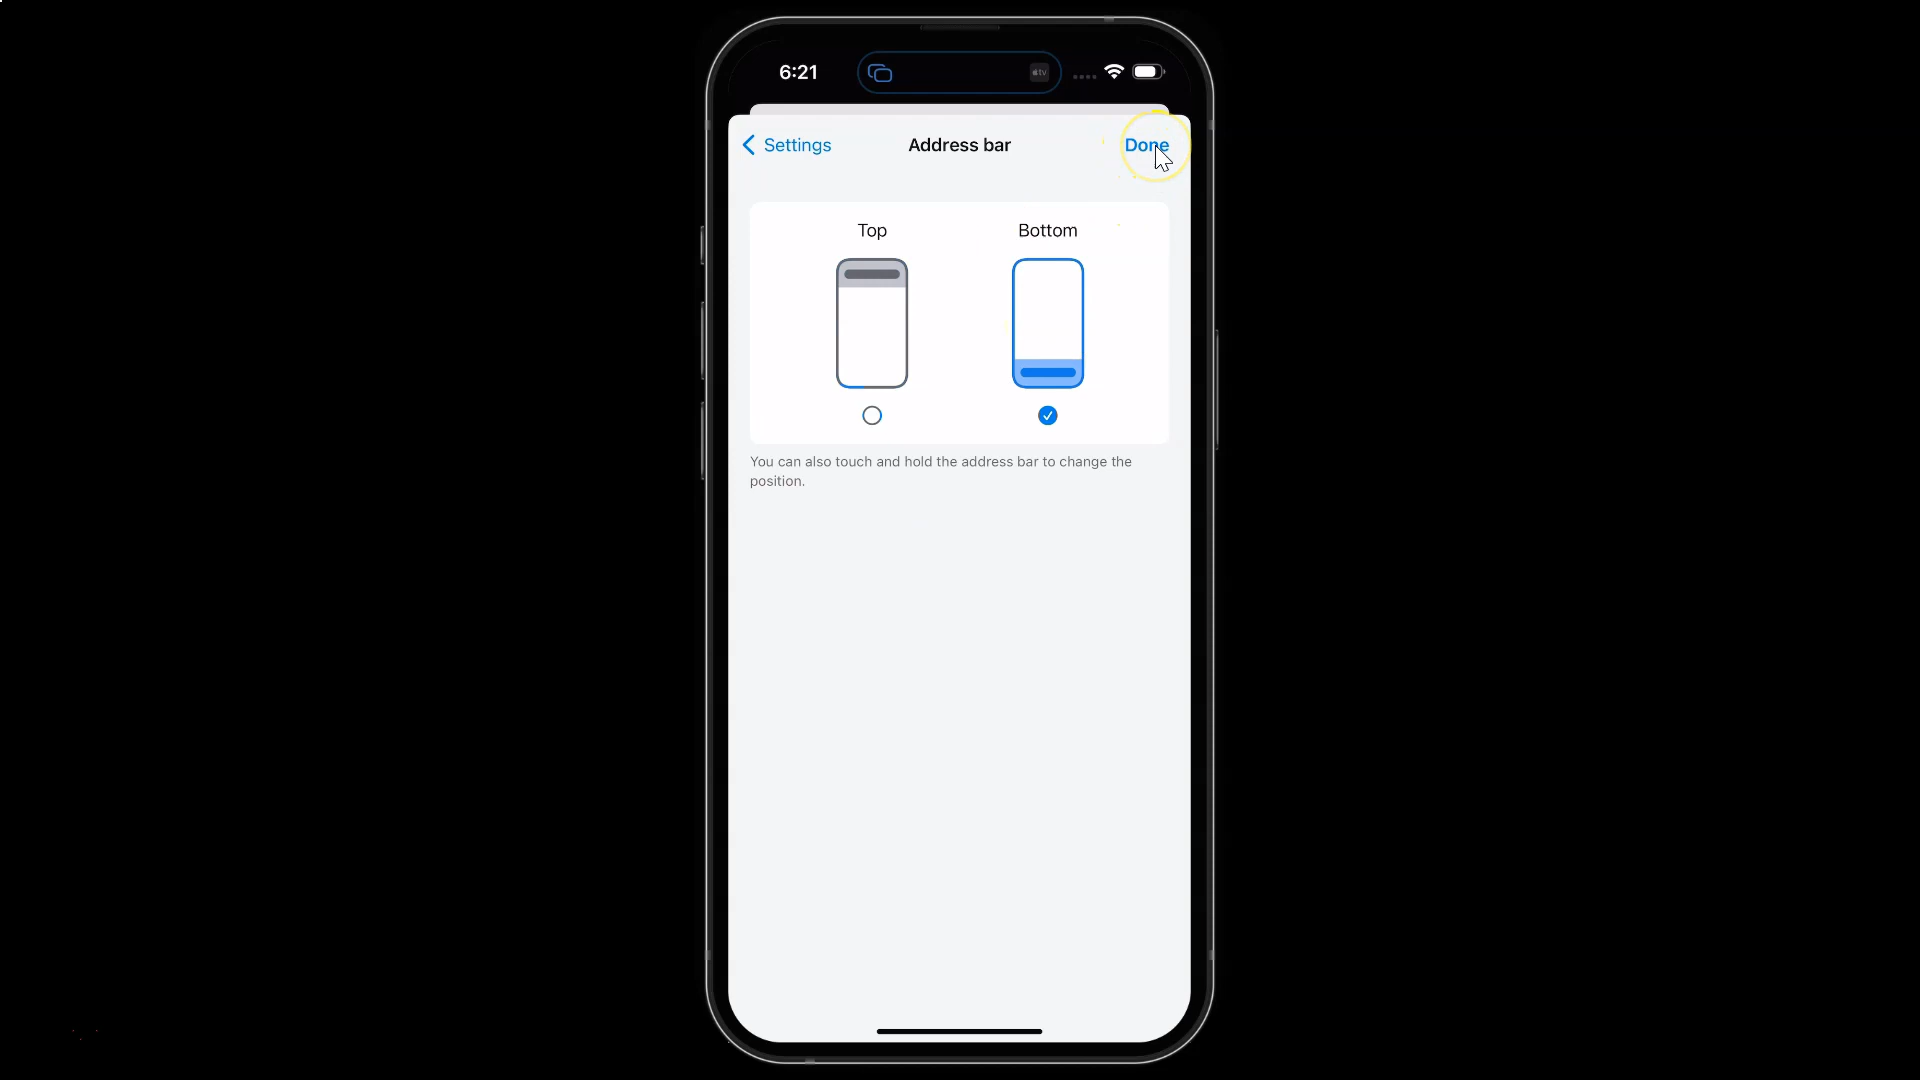 6:21
tv
Settings
Address bar
Done
Top
Bottom
You can also touch and hold the address bar to change the
position.